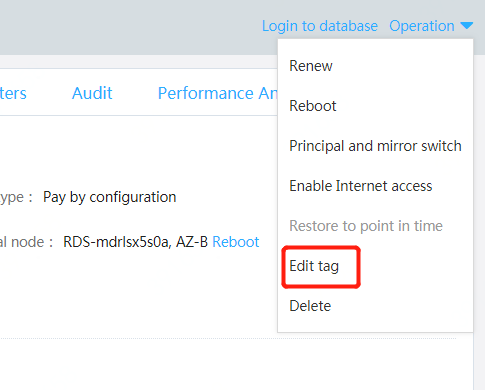 Login to database Operation
Renew
ters Audit Performance An
Reboot
Principal and mirror switch
Enable Internet access
ype : Pay by configuration
Restore to point in time
al node : RDS-mdrlsx5s0a, AZ-B Reboot
Edit tag
Delete